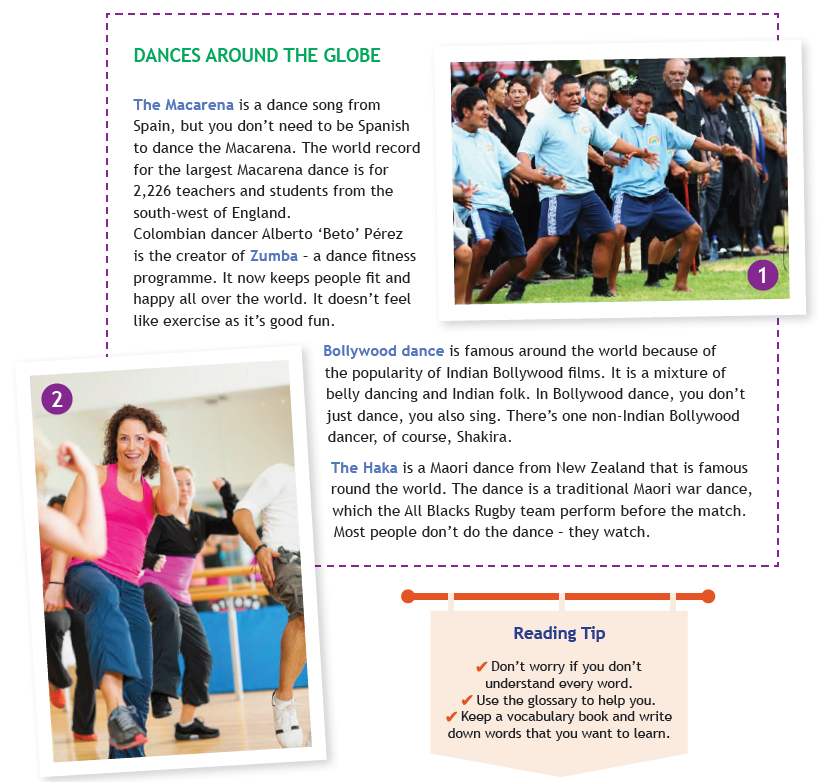 DANCES AROUND THE GLOBE
The Macarena is a dance song from
Spain, but you don't need to be Spanish
to dance the Macarena. The world record
for the largest Macarena dance is for
2,226 teachers and students from the
south-west of England.
Colombian dancer Alberto ‘Beto’ Pérez
is the creator of Zumba – a dance fitness
programme. It now keeps people fit and
happy all over the world. It doesn't feel
like exercise as it's good fun.
1
2
Bollywood dance is famous around the world because of
the popularity of Indian Bollywood films. It is a mixture of
belly dancing and Indian folk. In Bollywood dance, you don't
just dance, you also sing. There's one non-Indian Bollywood
dancer, of course, Shakira.
The Haka is a Maori dance from New Zealand that is famous
round the world. The dance is a traditional Maori war dance,
which the All Blacks Rugby team perform before the match.
Most people don't do the dance – they watch.
Reading Tip
✔ Don't worry if you don't
understand every word.
✔ Use the glossary to help you.
✔ Keep a vocabulary book and write
down words that you want to learn.